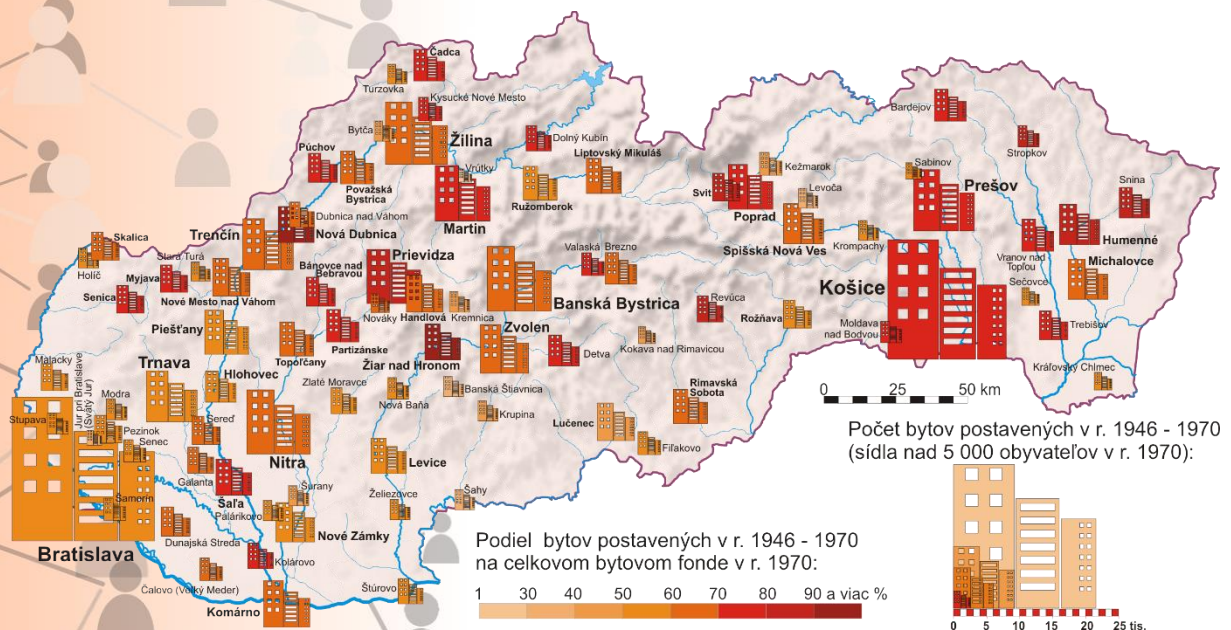 Čadca
Turzovka
Kysucké Nové Mesto
Bytča
Žilina
Dolný Kubín
Púchov
Považská
Bystrica
Vrútky
Liptovský Mikuláš
Ružomberok
Martin
Kežmarok
Svit
Levoča
Poprad
Spišská Nová Ves
Krompachy
Bardejov
Sabinov
Prešov
Stropkov
Snina
Humenné
Vranov nad
Topľou
Michalovce
Sečovce
Trebišov
Kráľovský Chlmec
Košice
Moldava
nad Bodvou
Rožňava
Revúca
Dubnica nad Váhom
Nová Dubnica
Trenčín
Skalica
Holíč
Stará Turá
Myjava
Senica
Nové Mesto nad Váhom
Bánovce nad
Bebravou
Prievidza
Nováky
Handlová
Kremnica
Valaská
Brezno
Banská Bystrica
Piešťany
Topoľčany
Partizánske
Žiar nad Hronom
Zvolen
Detva
Kokava nad Rimavicou
Rimavská
Sobota
Malacky
Trnava
Hlohovec
Zlaté Moravce
Nová Baňa
Banská Štiavnica
Krupina
Lučenec
Fiľakovo
Jur pri Bratislave
(Svätý Jur)
Modra
Stupava
Pezinok
Senec
Sereď
Nitra
Galanta
Šaľa
Šurany
Levice
Želiezovce
Šahy
Šamorín
Palárikovo
Nové Zámky
Bratislava
Dunajská Streda
Kolárovo
Čalovo (Veľký Meder)
Komárno
Štúrovo
0 25 50 km
Počet bytov postavených v r. 1946 - 1970
(sídla nad 5 000 obyvateľov v r. 1970):
0 5 10 15 20 25 tis.
Podiel bytov postavených v r. 1946 - 1970
na celkovom bytovom fonde v r. 1970:
1 30 40 50 60 70 80 90 a viac %